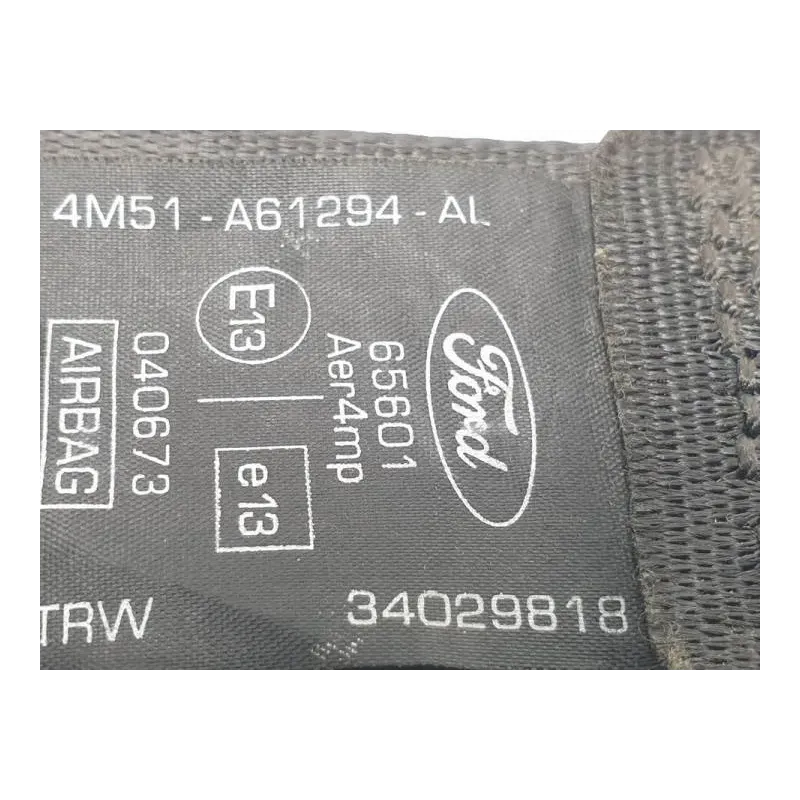 4M51-A61294-AL
E13
e13
65601
Aer4mp
Ford
040673
AIRBAG
TRW
34029818